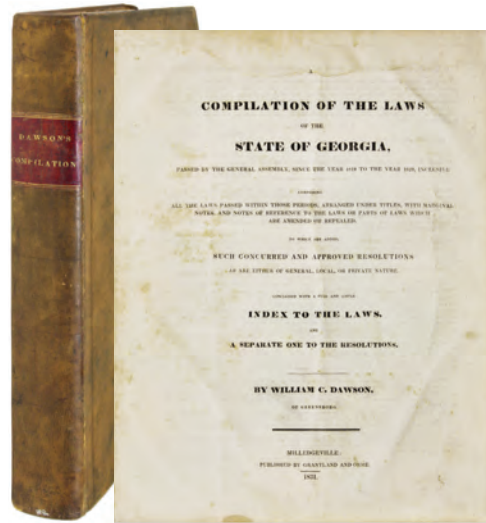 DAWSON'S
COMPILATION
A
COMPILATION OF THE LAWS
OF THE
STATE OF GEORGIA,
PASSED BY THE GENERAL ASSEMBLY, SINCE THE YEAR 1819 TO THE YEAR 1829, INCLUSIVE.
COMPRISING
ALL THE LAWS PASSED WITHIN THOSE PERIODS, ARRANGED UNDER TITLES, WITH MARGINAL
NOTES, AND NOTES OF REFERENCE TO THE LAWS OR PARTS OF LAWS WHICH
ARE AMENDED OR REPEALED.
TO WHICH ARE ADDED,
SUCH CONCURRED AND APPROVED RESOLUTIONS
AS ARE EITHER OF GENERAL, LOCAL, OR PRIVATE NATURE.
CONCLUDING WITH A FULL AND
INDEX TO THE LAWS,
AND
A SEPARATE ONE TO THE RESOLUTIONS.
BY WILLIAM C. DAWSON,
OF GREENSBORO.
MILLEDGEVILLE:
PUBLISHED BY GRANTLAND AND ORME.
1831.